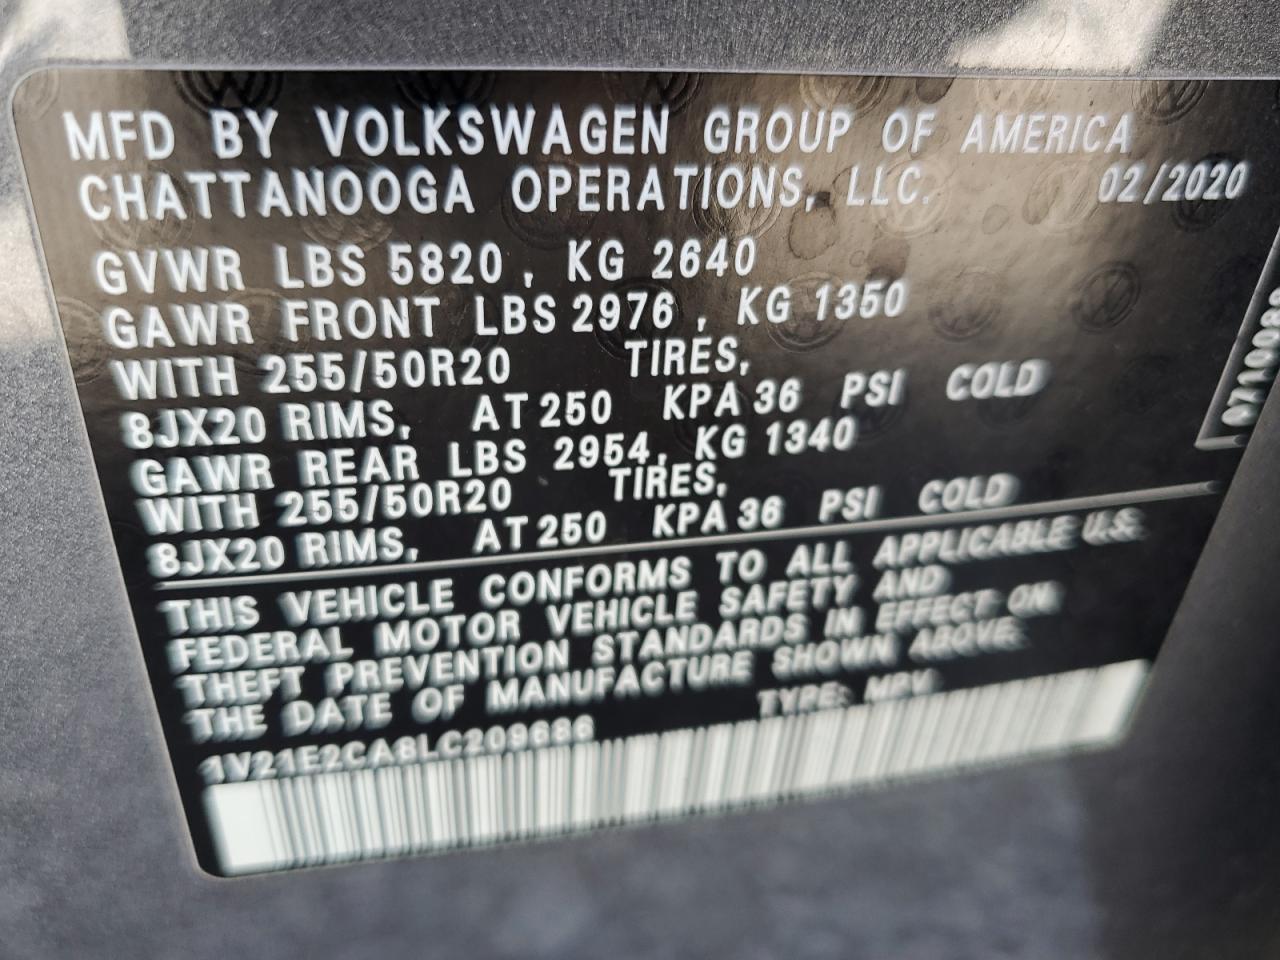 MFD BY VOLKSWAGEN GROUP OF AMERICA
CHATTANOOGA OPERATIONS, LLC. 02/2020
GVWR LBS 5820, KG 2640
GAWR FRONT LBS 2976, KG 1350
WITH 255/50R20 TIRES,
8JX20 RIMS, AT 250 KPA 36 PSI COLD
GAWR REAR LBS 2954, KG 1340
WITH 255/50R20 TIRES,
8JX20 RIMS, AT 250 KPA 36 PSI COLD
THIS VEHICLE CONFORMS TO ALL APPLICABLE U.S.
FEDERAL MOTOR VEHICLE SAFETY AND
THEFT PREVENTION STANDARDS IN EFFECT ON
THE DATE OF MANUFACTURE SHOWN ABOVE.
1V21E2CA8LC209686 TYPE: MPV